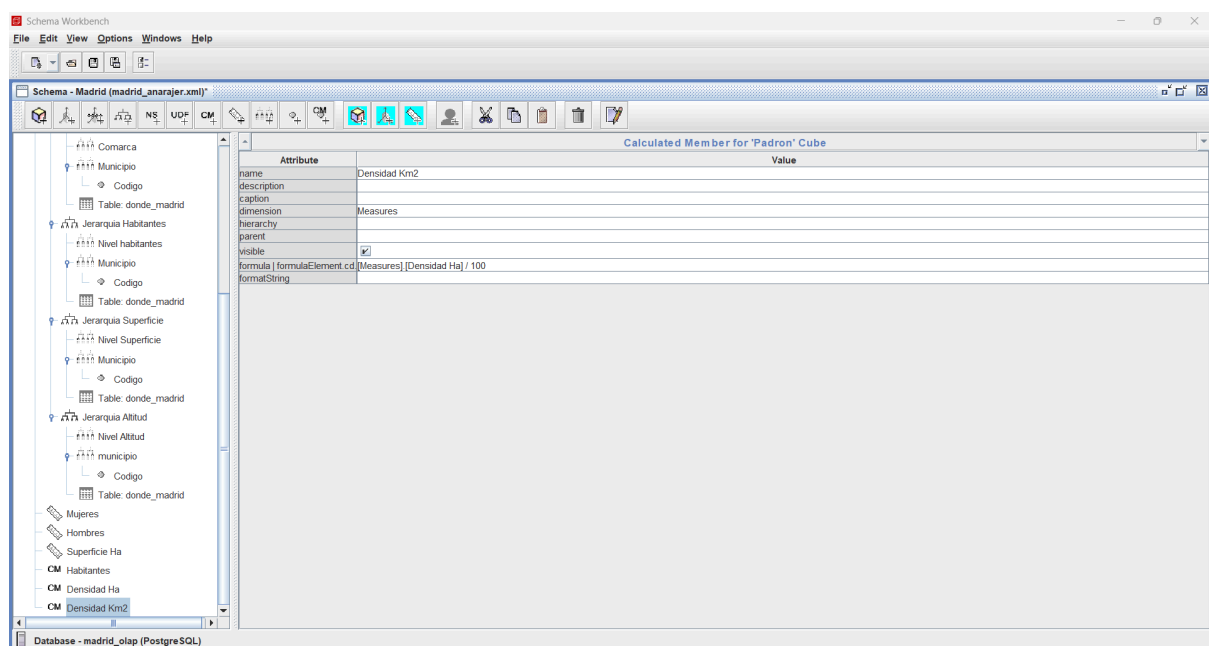 Schema Workbench
File Edit View Options Windows Help
Schema - Madrid (madrid_anarajer.xml)*
NS UDF CM CM
Comarca
Municipio
Codigo
Table: donde_madrid
Jerarquia Habitantes
Nivel habitantes
Municipio
Codigo
Table: donde_madrid
Jerarquia Superficie
Nivel Superficie
Municipio
Codigo
Table: donde_madrid
Jerarquia Altitud
Nivel Altitud
municipio
Codigo
Table: donde_madrid
Mujeres
Hombres
Superficie Ha
CM Habitantes
CM Densidad Ha
CM Densidad Km2
Calculated Member for 'Padron' Cube
Attribute Value
name Densidad Km2
description
caption
dimension Measures
hierarchy
parent
visible
formula | formulaElement.cd. [Measures].[Densidad Ha] / 100
formatString
Database - madrid_olap (PostgreSQL)